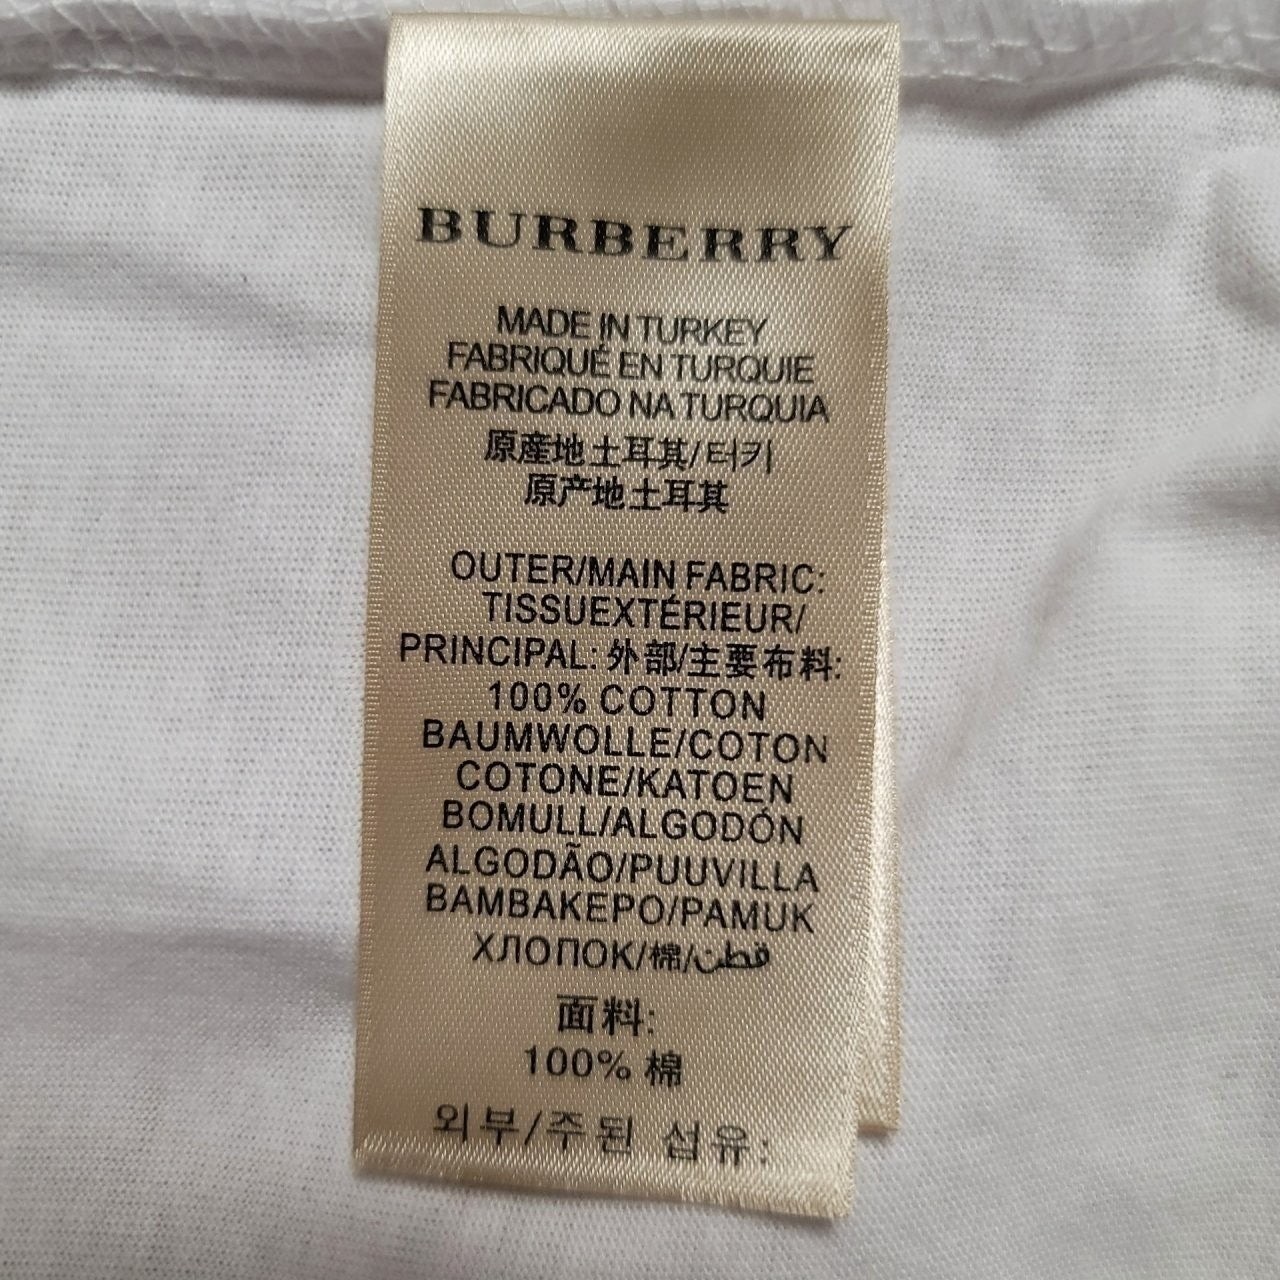 BURBERRY
MADE IN TURKEY
FABRIQUÉ EN TURQUIE
FABRICADO NA TURQUIA
原産地土耳其/터키
原产地土耳其
OUTER/MAIN FABRIC:
TISSUEXTÉRIEUR/
PRINCIPAL: 外部/主要布料:
100% COTTON
BAUMWOLLE/COTON
COTONE/KATOEN
BOMULL/ALGODÓN
ALGODÃO/PUUVILLA
BAMBAKEPO/PAMUK
ХЛОПОК/棉/قطن
面料:
100% 棉
외부/주된 섬유: